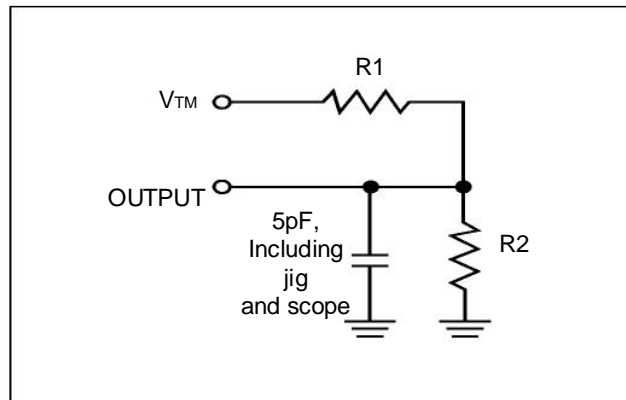 R1
VTM
OUTPUT
5pF,
Including
jig
and scope
R2